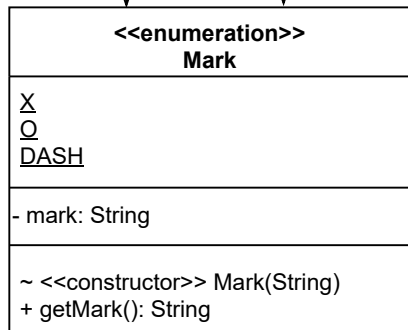 <<enumeration>>
Mark
X
O
DASH
- mark: String
~ <<constructor>> Mark(String)
+ getMark(): String